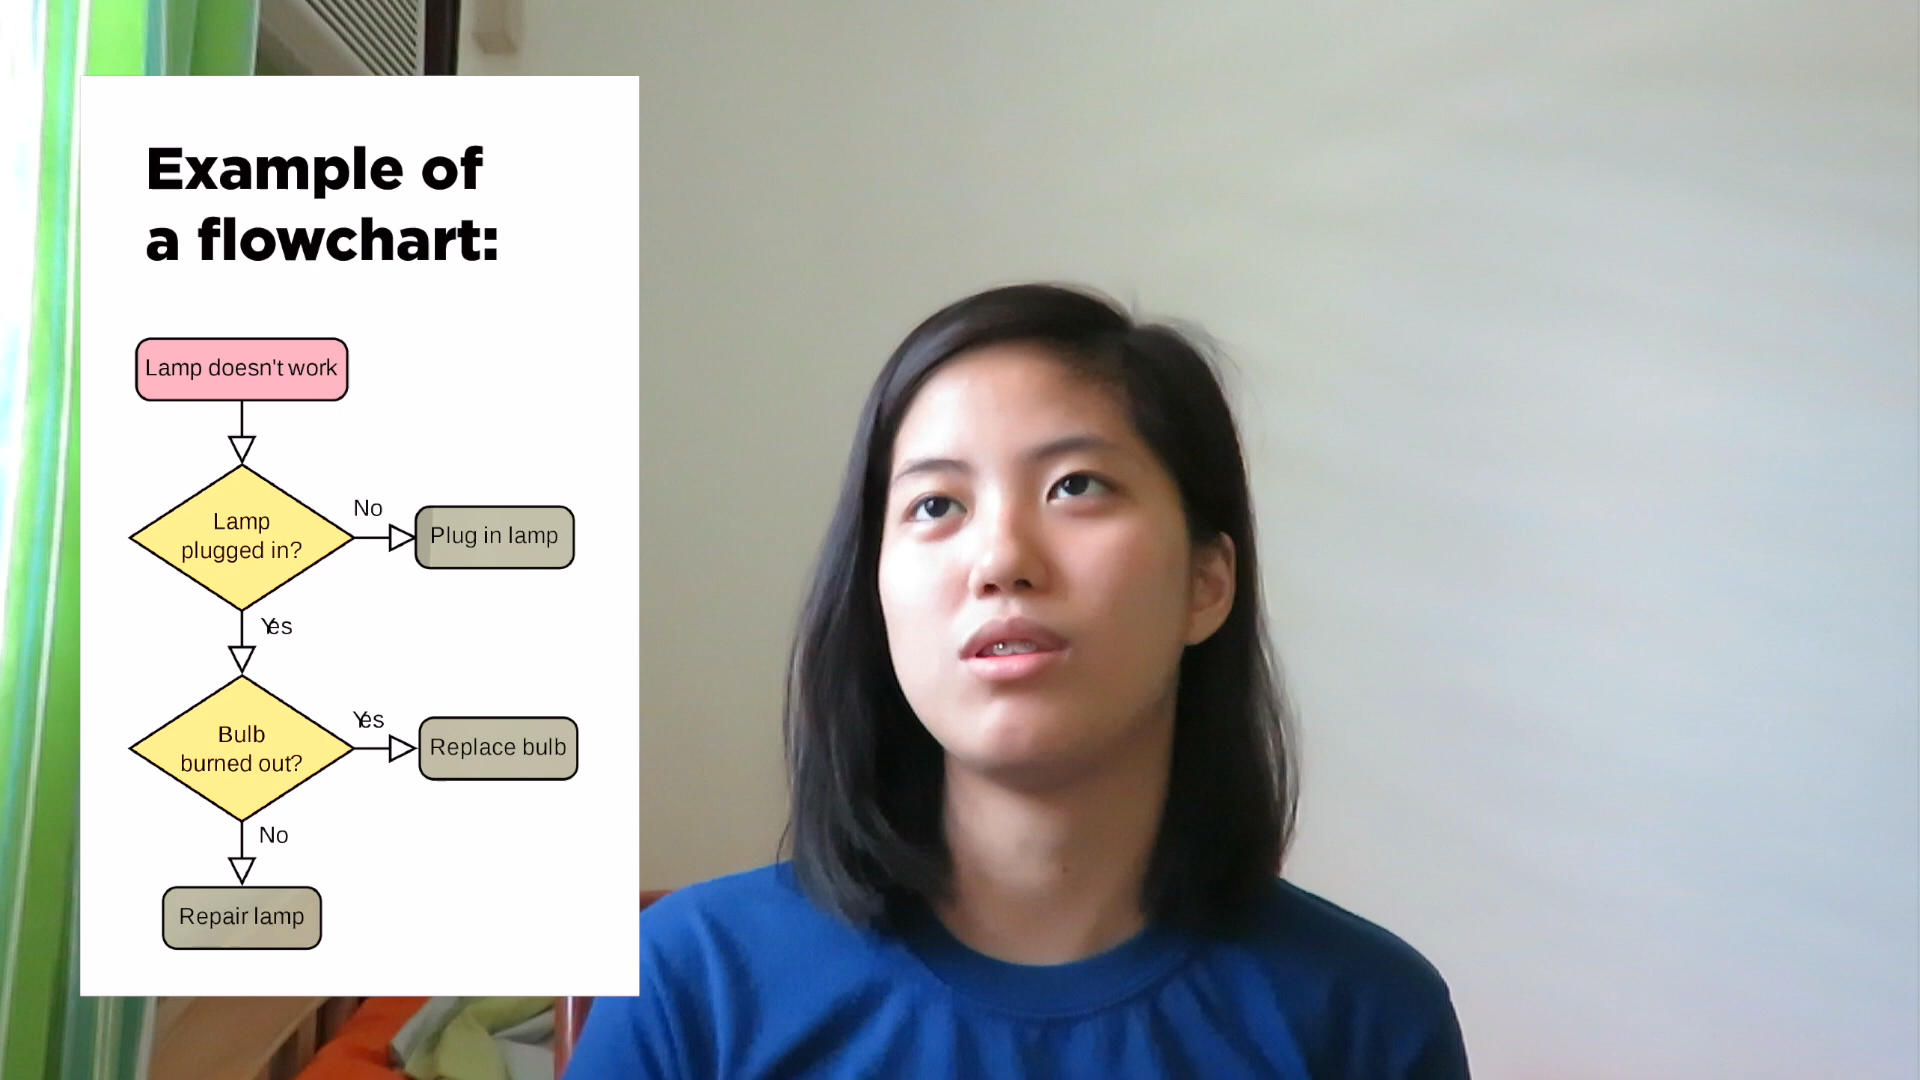 Example of
a flowchart:
Lamp doesn't work
Lamp
plugged in?
No
Plug in lamp
Yes
Bulb
burned out?
Yes
Replace bulb
No
Repair lamp